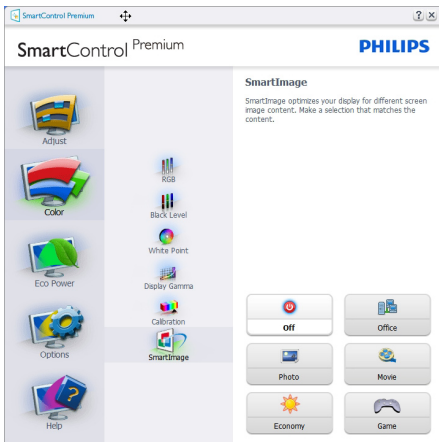 SmartControl Premium
SmartControl Premium
PHILIPS
Adjust
Color
Eco Power
Options
Help
RGB
Black Level
White Point
Display Gamma
Calibration
SmartImage
SmartImage
SmartImage optimizes your display for different screen
image content. Make a selection that matches the
content.
Off
Office
Photo
Movie
Economy
Game